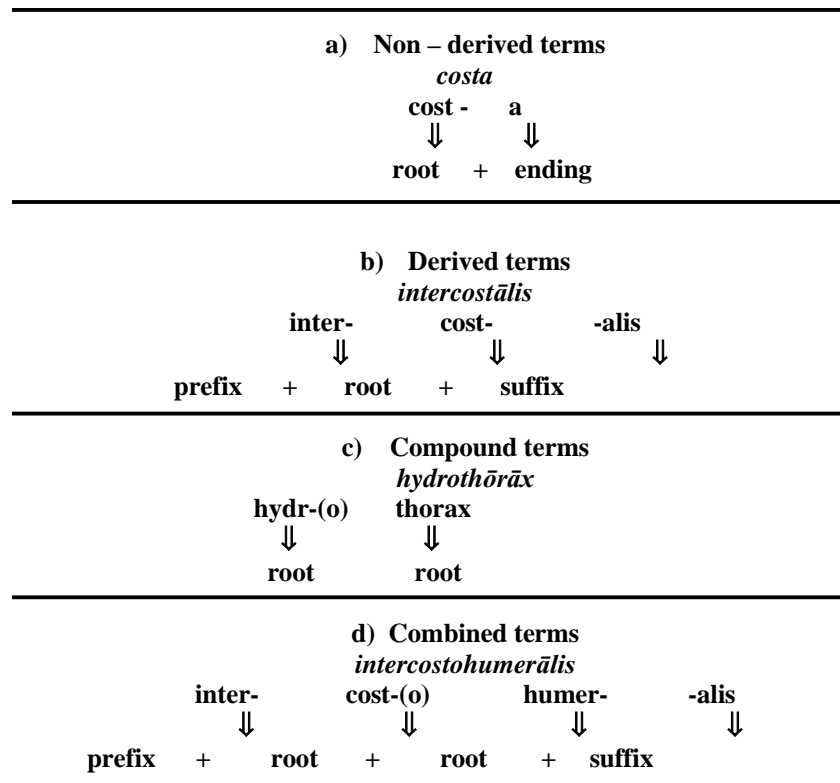 a) Non – derived terms
costa
cost - a
⇓ ⇓
root + ending
b) Derived terms
intercostālis
inter- cost- -alis
⇓ ⇓ ⇓
prefix + root + suffix
c) Compound terms
hydrothōrāx
hydr-(o) thorax
⇓ ⇓
root root
d) Combined terms
intercostohumerālis
inter- cost-(o) humer- -alis
⇓ ⇓ ⇓ ⇓
prefix + root + root + suffix